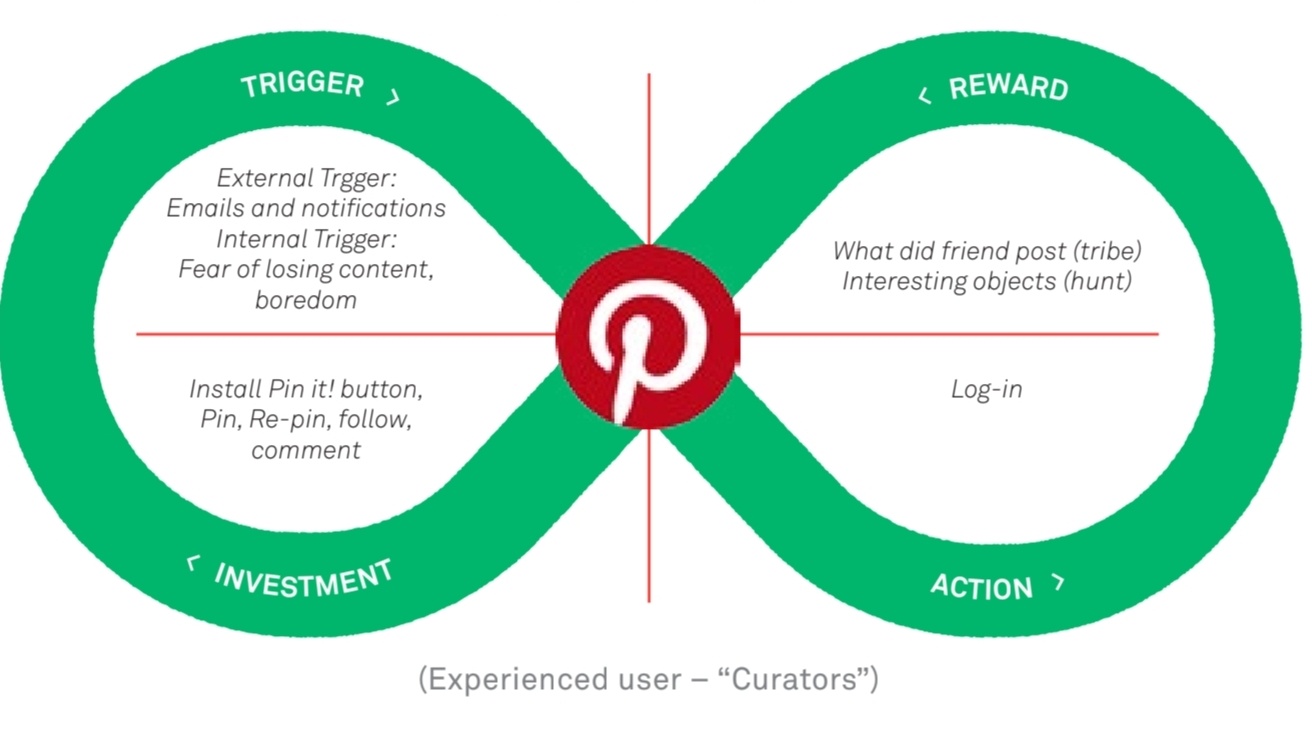 TRIGGER >
External Trgger:
Emails and notifications
Internal Trigger:
Fear of losing content,
boredom
< REWARD
What did friend post (tribe)
Interesting objects (hunt)
Install Pin it! button,
Pin, Re-pin, follow,
comment
< INVESTMENT
Log-in
ACTION >
(Experienced user – “Curators”)